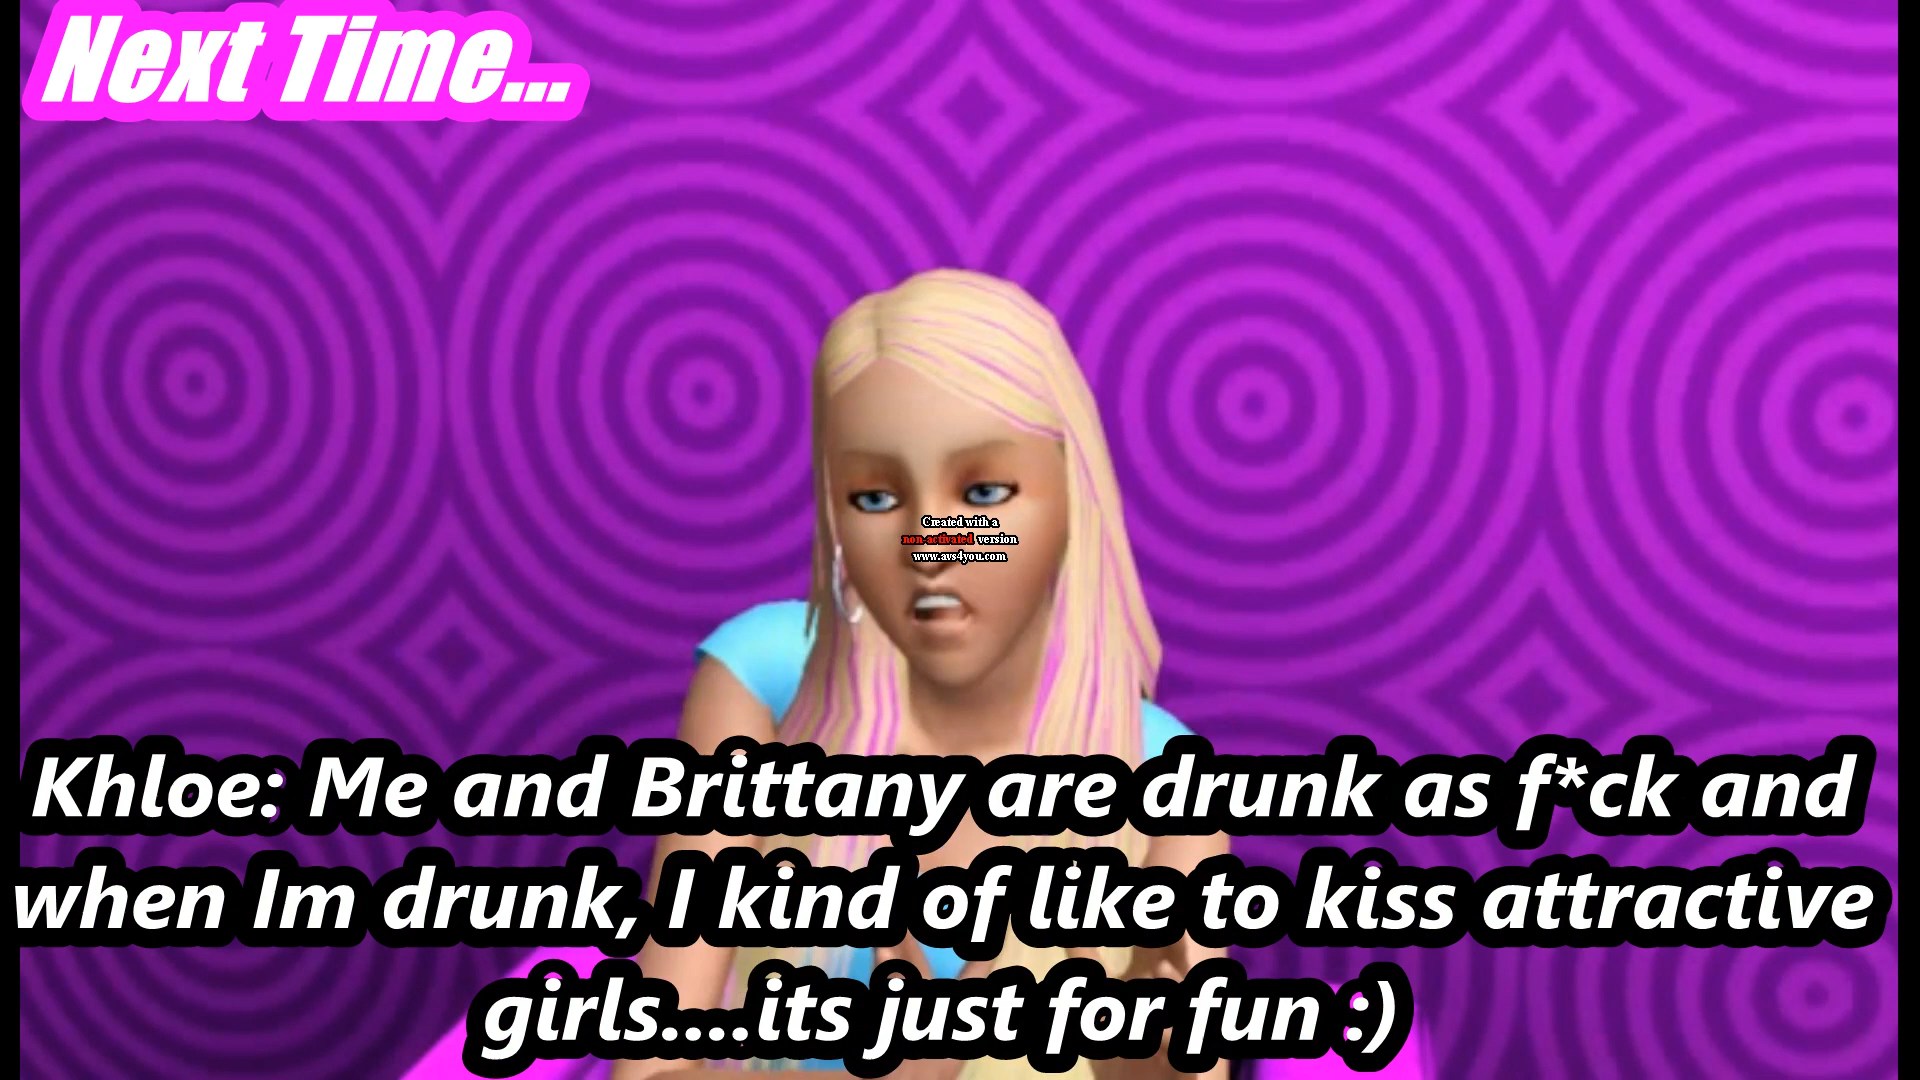 Next Time...
Created with a
non-activated version
www.avs4you.com
Khloe: Me and Brittany are drunk as f*ck and
when Im drunk, I kind of like to kiss attractive
girls....its just for fun :)